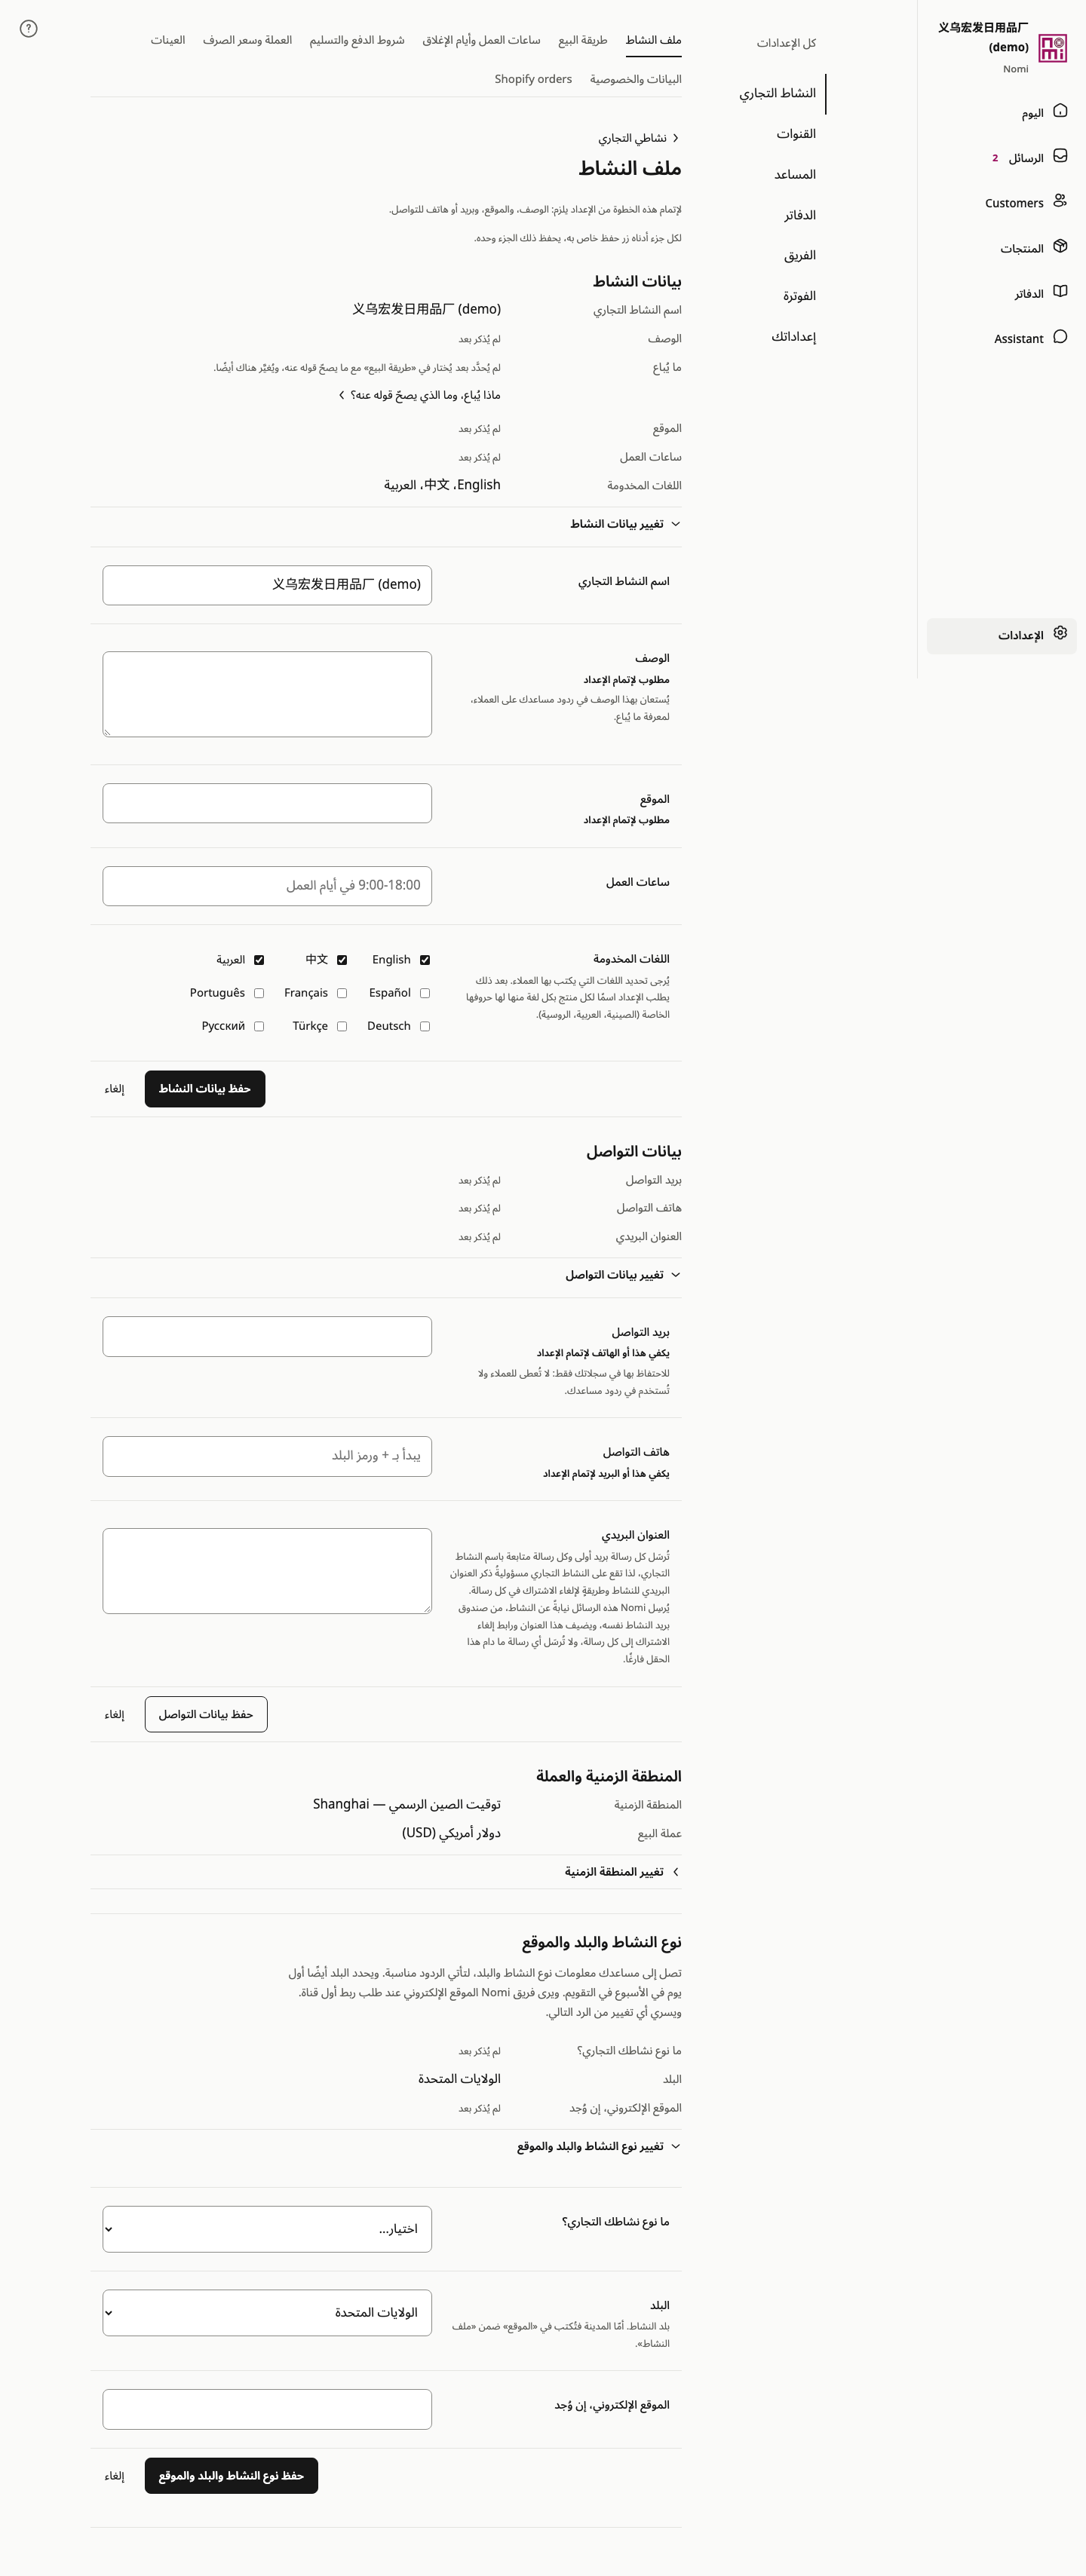 义乌宏发日用品厂
(demo)
Nomi
اليوم
الرسائل 2
Customers
المنتجات
الدفاتر
Assistant
الإعدادات
كل الإعدادات
النشاط التجاري
القنوات
المساعد
الدفاتر
الفريق
الفوترة
إعداداتك
ملف النشاط
طريقة البيع
ساعات العمل وأيام الإغلاق
شروط الدفع والتسليم
العملة وسعر الصرف
العينات
البيانات والخصوصية
Shopify orders
نشاطي التجاري
ملف النشاط
لإتمام هذه الخطوة من الإعداد يلزم: الوصف، والموقع، وبريد أو هاتف للتواصل.
لكل جزء أدناه زر حفظ خاص به، يحفظ ذلك الجزء وحده.
بيانات النشاط
اسم النشاط التجاري
义乌宏发日用品厂 (demo)
الوصف
لم يُذكر بعد
ما يُباع
لم يُحدَّد بعد يُختار في «طريقة البيع» مع ما يصحّ قوله عنه، ويُغيَّر هناك أيضًا.
ماذا يُباع، وما الذي يصحّ قوله عنه؟
الموقع
لم يُذكر بعد
ساعات العمل
لم يُذكر بعد
اللغات المخدومة
English، 中文، العربية
تغيير بيانات النشاط
اسم النشاط التجاري
义乌宏发日用品厂 (demo)
الوصف
مطلوب لإتمام الإعداد
يُستعان بهذا الوصف في ردود مساعدك على العملاء،
لمعرفة ما يُباع.
الموقع
مطلوب لإتمام الإعداد
ساعات العمل
9:00-18:00 في أيام العمل
اللغات المخدومة
يُرجى تحديد اللغات التي يكتب بها العملاء. بعد ذلك
يطلب الإعداد اسمًا لكل منتج بكل لغة منها لها حروفها
الخاصة (الصينية، العربية، الروسية).
English
中文
العربية
Español
Français
Português
Deutsch
Türkçe
Русский
حفظ بيانات النشاط
إلغاء
بيانات التواصل
بريد التواصل
لم يُذكر بعد
هاتف التواصل
لم يُذكر بعد
العنوان البريدي
لم يُذكر بعد
تغيير بيانات التواصل
بريد التواصل
يكفي هذا أو الهاتف لإتمام الإعداد
للاحتفاظ بها في سجلاتك فقط: لا تُعطى للعملاء ولا
تُستخدم في ردود مساعدك.
هاتف التواصل
يكفي هذا أو البريد لإتمام الإعداد
يبدأ بـ + ورمز البلد
العنوان البريدي
تُرسَل كل رسالة بريد أولى وكل رسالة متابعة باسم النشاط
التجاري، لذا تقع على النشاط التجاري مسؤوليةُ ذكر العنوان
البريدي للنشاط وطريقةٍ لإلغاء الاشتراك في كل رسالة.
يُرسِل Nomi هذه الرسائل نيابةً عن النشاط، من صندوق
بريد النشاط نفسه، ويضيف هذا العنوان ورابط إلغاء
الاشتراك إلى كل رسالة، ولا تُرسَل أي رسالة ما دام هذا
الحقل فارغًا.
حفظ بيانات التواصل
إلغاء
المنطقة الزمنية والعملة
المنطقة الزمنية
توقيت الصين الرسمي — Shanghai
عملة البيع
دولار أمريكي (USD)
تغيير المنطقة الزمنية
نوع النشاط والبلد والموقع
تصل إلى مساعدك معلومات نوع النشاط والبلد، لتأتي الردود مناسبة. ويحدد البلد أيضًا أول
يوم في الأسبوع في التقويم. ويرى فريق Nomi الموقع الإلكتروني عند طلب ربط أول قناة.
ويسري أي تغيير من الرد التالي.
ما نوع نشاطك التجاري؟
لم يُذكر بعد
البلد
الولايات المتحدة
الموقع الإلكتروني، إن وُجد
لم يُذكر بعد
تغيير نوع النشاط والبلد والموقع
ما نوع نشاطك التجاري؟
اختيار...
البلد
بلد النشاط. أمّا المدينة فتُكتب في «الموقع» ضمن «ملف
النشاط».
الولايات المتحدة
الموقع الإلكتروني، إن وُجد
حفظ نوع النشاط والبلد والموقع
إلغاء